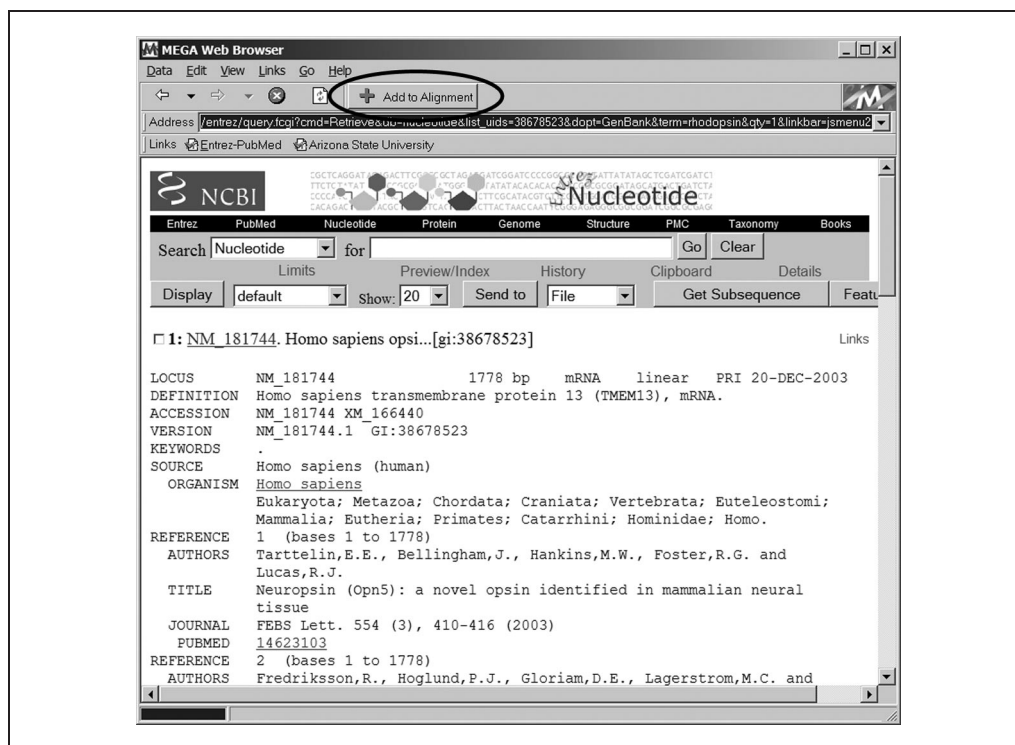 MEGA Web Browser
Data Edit View Links Go Help
Add to Alignment
Address /entrez/query.fcgi?cmd=Retrieve&db=nucleotide&list_uids=38678523&dopt=GenBank&term=rhodopsin&qty=1&linkbar=jsmenu2
Links Entrez-PubMed Arizona State University
NCBI Entrez Nucleotide
Entrez PubMed Nucleotide Protein Genome Structure PMC Taxonomy Books
Search Nucleotide for Go Clear
Limits Preview/Index History Clipboard Details
Display default Show: 20 Send to File Get Subsequence Featu
1: NM_181744. Homo sapiens opsi...[gi:38678523] Links
LOCUS NM_181744 1778 bp mRNA linear PRI 20-DEC-2003
DEFINITION Homo sapiens transmembrane protein 13 (TMEM13), mRNA.
ACCESSION NM_181744 XM_166440
VERSION NM_181744.1 GI:38678523
KEYWORDS .
SOURCE Homo sapiens (human)
ORGANISM Homo sapiens
Eukaryota; Metazoa; Chordata; Craniata; Vertebrata; Euteleostomi;
Mammalia; Eutheria; Primates; Catarrhini; Hominidae; Homo.
REFERENCE 1 (bases 1 to 1778)
AUTHORS Tarttelin,E.E., Bellingham,J., Hankins,M.W., Foster,R.G. and
Lucas,R.J.
TITLE Neuropsin (Opn5): a novel opsin identified in mammalian neural
tissue
JOURNAL FEBS Lett. 554 (3), 410-416 (2003)
PUBMED 14623103
REFERENCE 2 (bases 1 to 1778)
AUTHORS Fredriksson,R., Hoglund,P.J., Gloriam,D.E., Lagerstrom,M.C. and